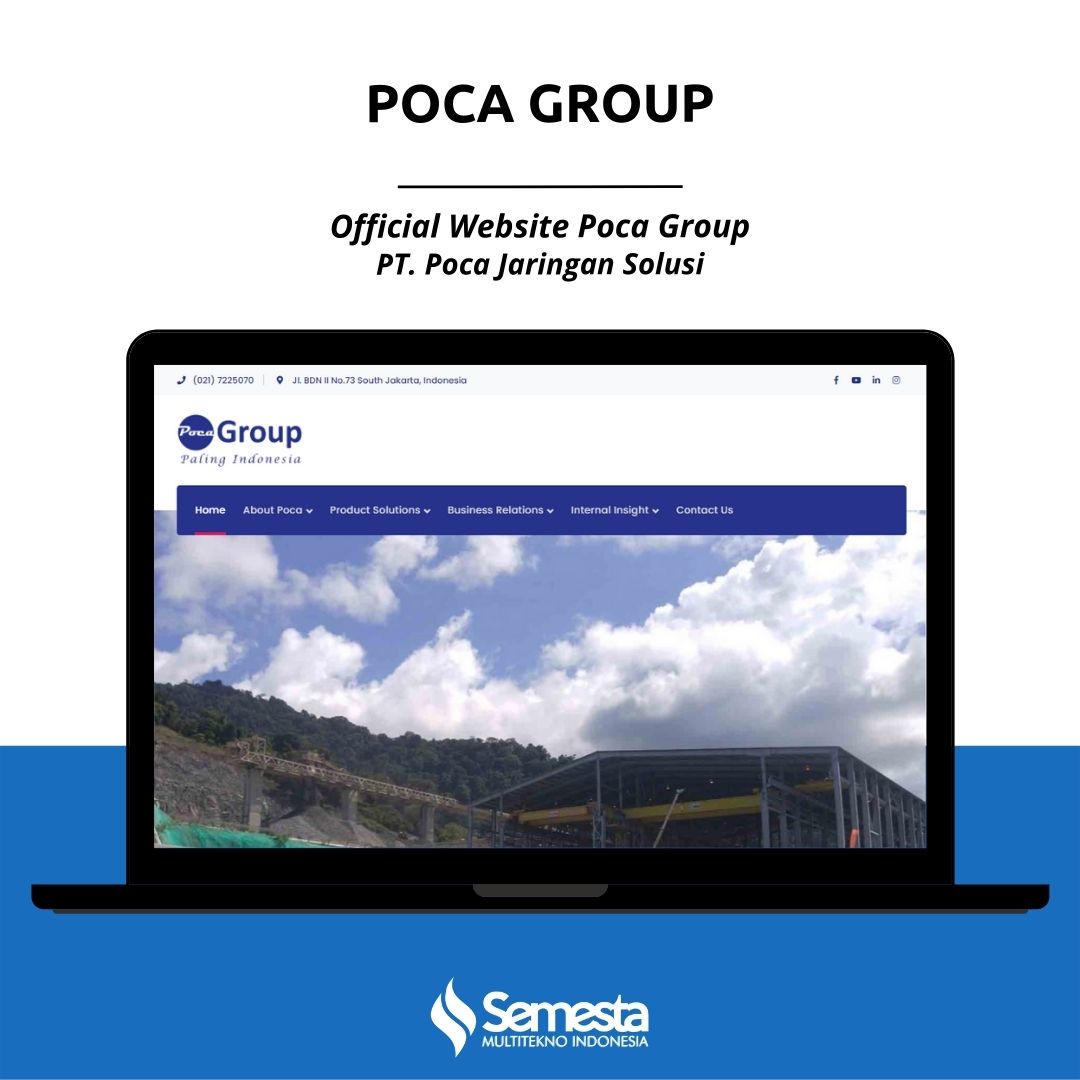 POCA GROUP
Official Website Poca Group
PT. Poca Jaringan Solusi
(021) 7225070 Jl. BDN II No.73 South Jakarta, Indonesia
Poca Group
Paling Indonesia
Home About Poca Product Solutions Business Relations Internal Insight Contact Us
Semesta
MULTITEKNO INDONESIA